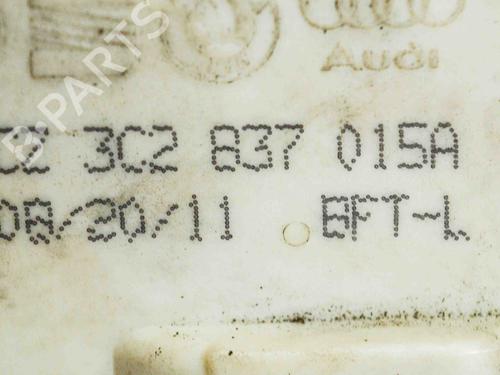 B-PARTS
Audi
3C2 837 015A
08/20/11 BFT-L